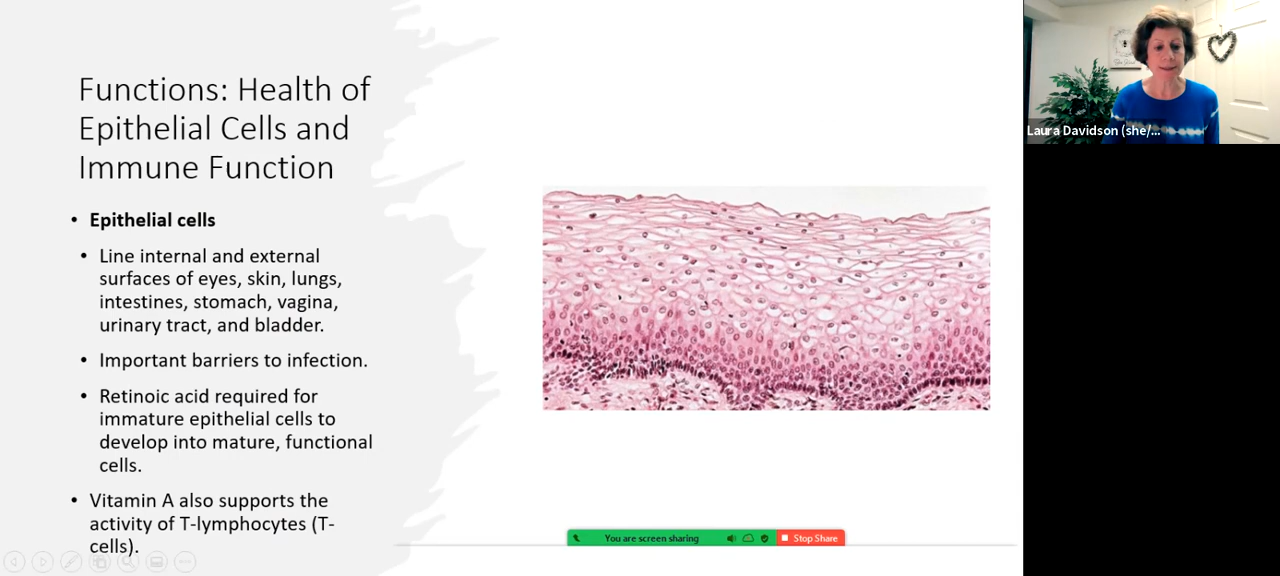 Functions: Health of
Epithelial Cells and
Immune Function
• Epithelial cells
• Line internal and external
surfaces of eyes, skin, lungs,
intestines, stomach, vagina,
urinary tract, and bladder.
• Important barriers to infection.
• Retinoic acid required for
immature epithelial cells to
develop into mature, functional
cells.
• Vitamin A also supports the
activity of T-lymphocytes (T-
cells).
You are screen sharing
Stop Share
Laura Davidson (she/...